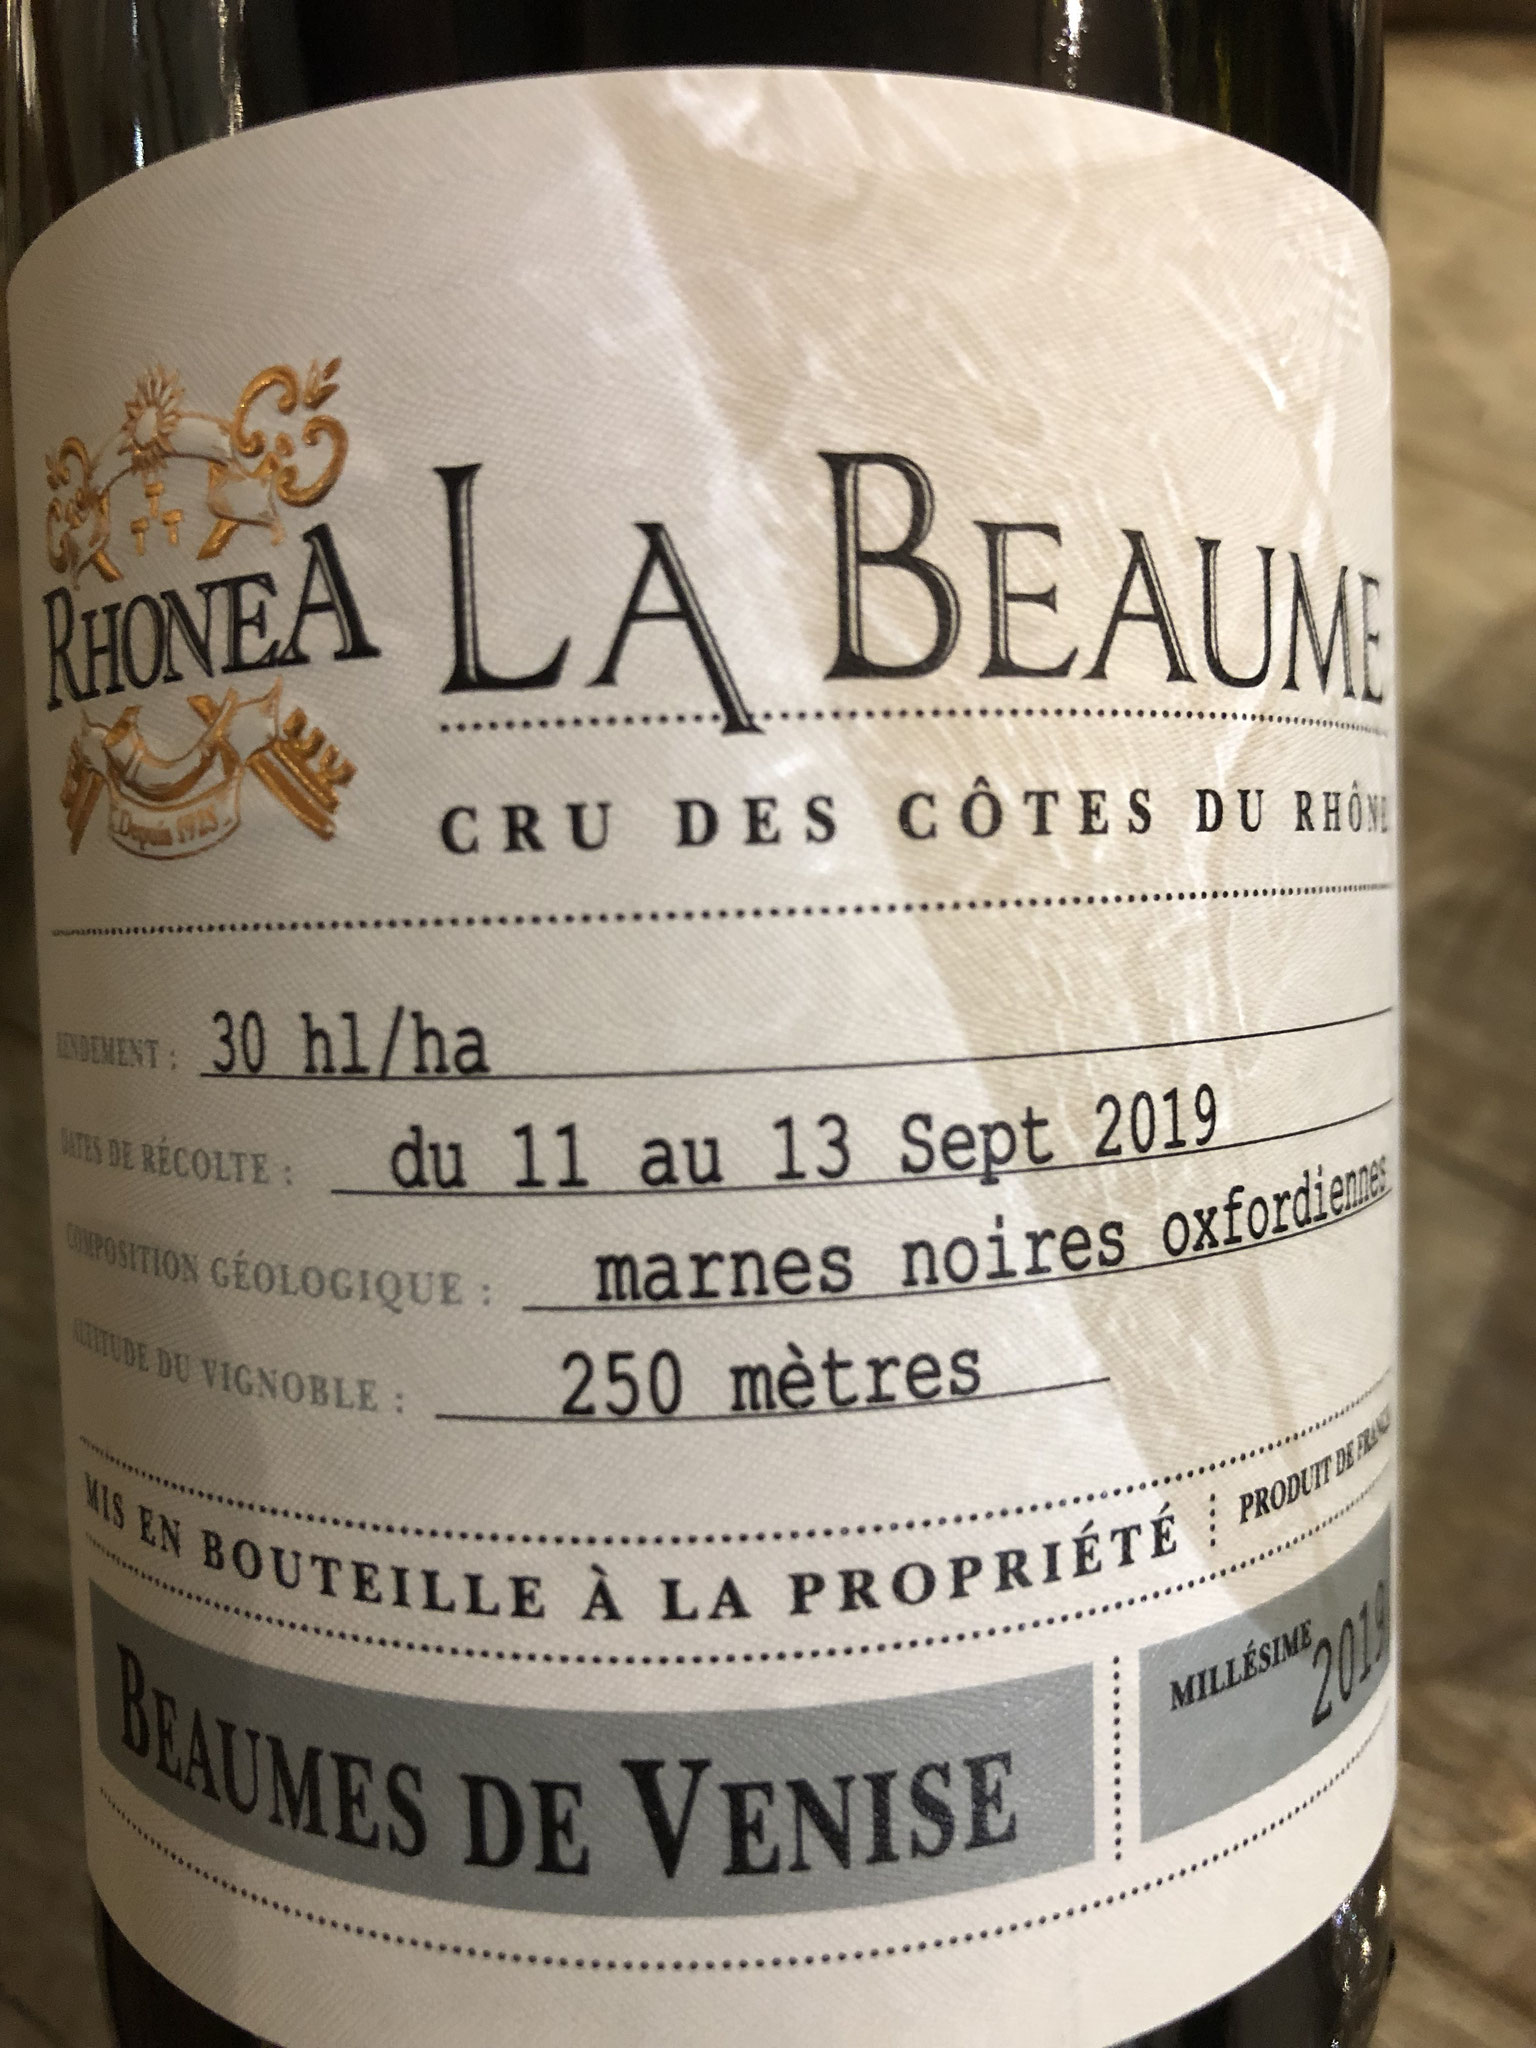 RHONEA
Depuis 1925
LA BEAUME
CRU DES CÔTES DU RHÔNE
RENDEMENT : 30 hl/ha
DATES DE RÉCOLTE : du 11 au 13 Sept 2019
COMPOSITION GÉOLOGIQUE : marnes noires oxfordiennes
ALTITUDE DU VIGNOBLE : 250 mètres
MIS EN BOUTEILLE À LA PROPRIÉTÉ
PRODUIT DE FRANCE
BEAUMES DE VENISE
MILLÉSIME 2019